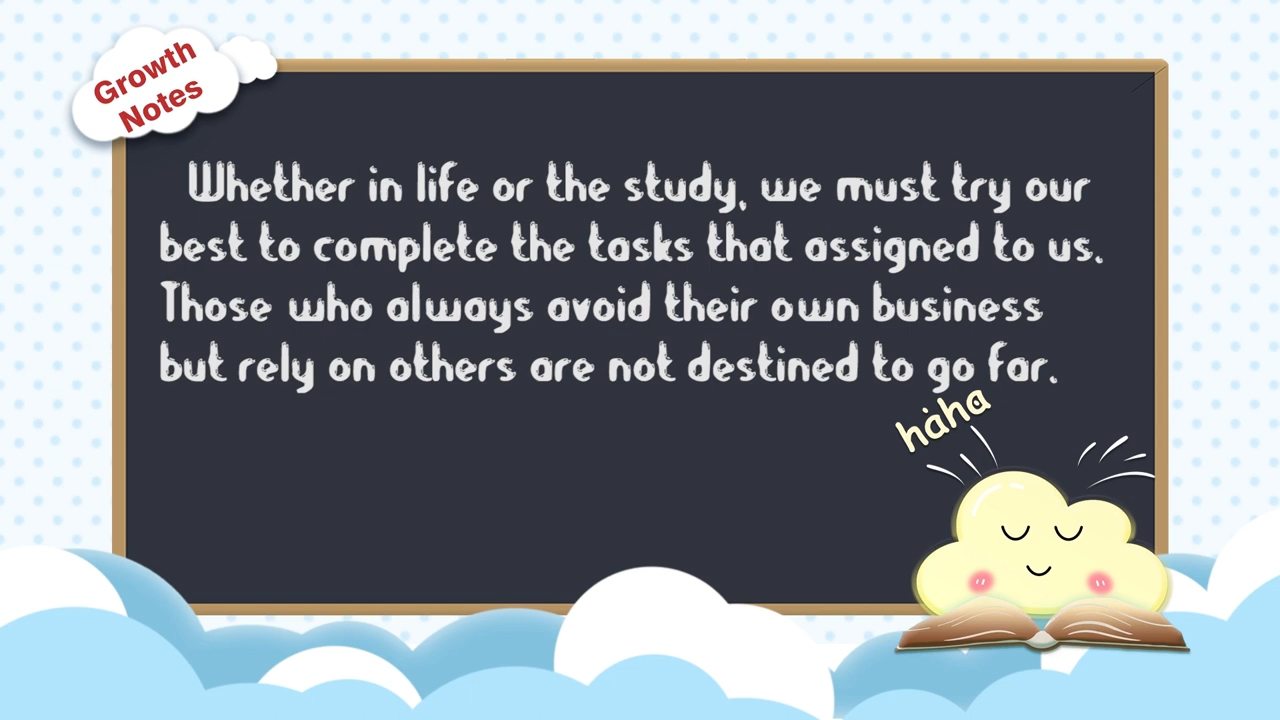 Growth
Notes
Whether in life or the study, we must try our
best to complete the tasks that assigned to us.
Those who always avoid their own business
but rely on others are not destined to go far.
haha